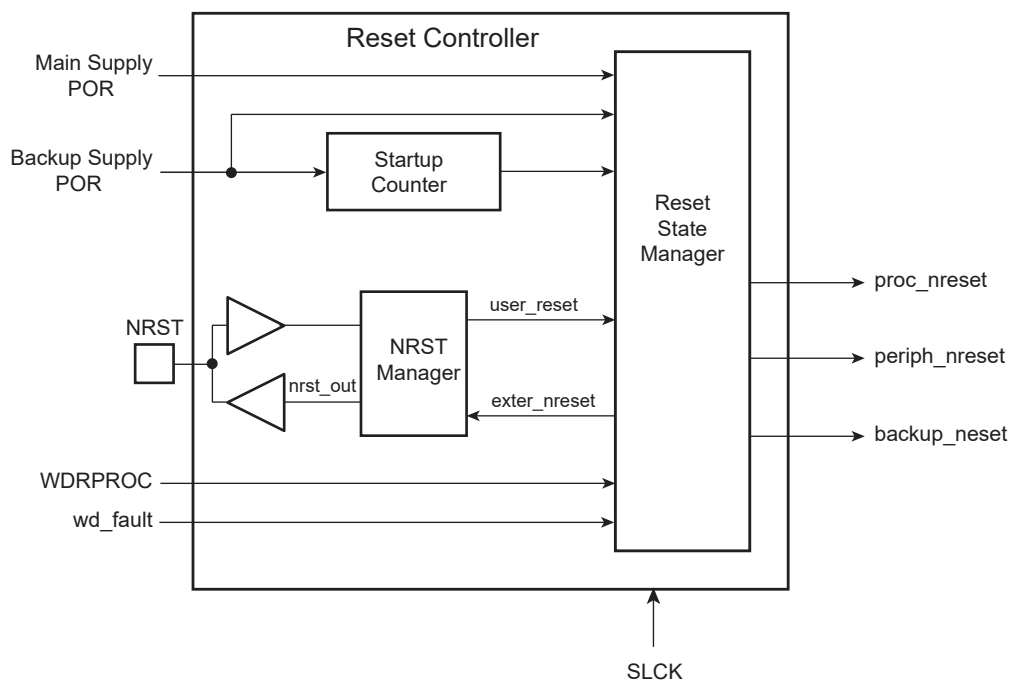 Reset Controller
Main Supply
POR
Backup Supply
POR
Startup
Counter
Reset
State
Manager
NRST
NRST
Manager
user_reset
nrst_out
exter_nreset
proc_nreset
periph_nreset
backup_neset
WDRPROC
wd_fault
SLCK